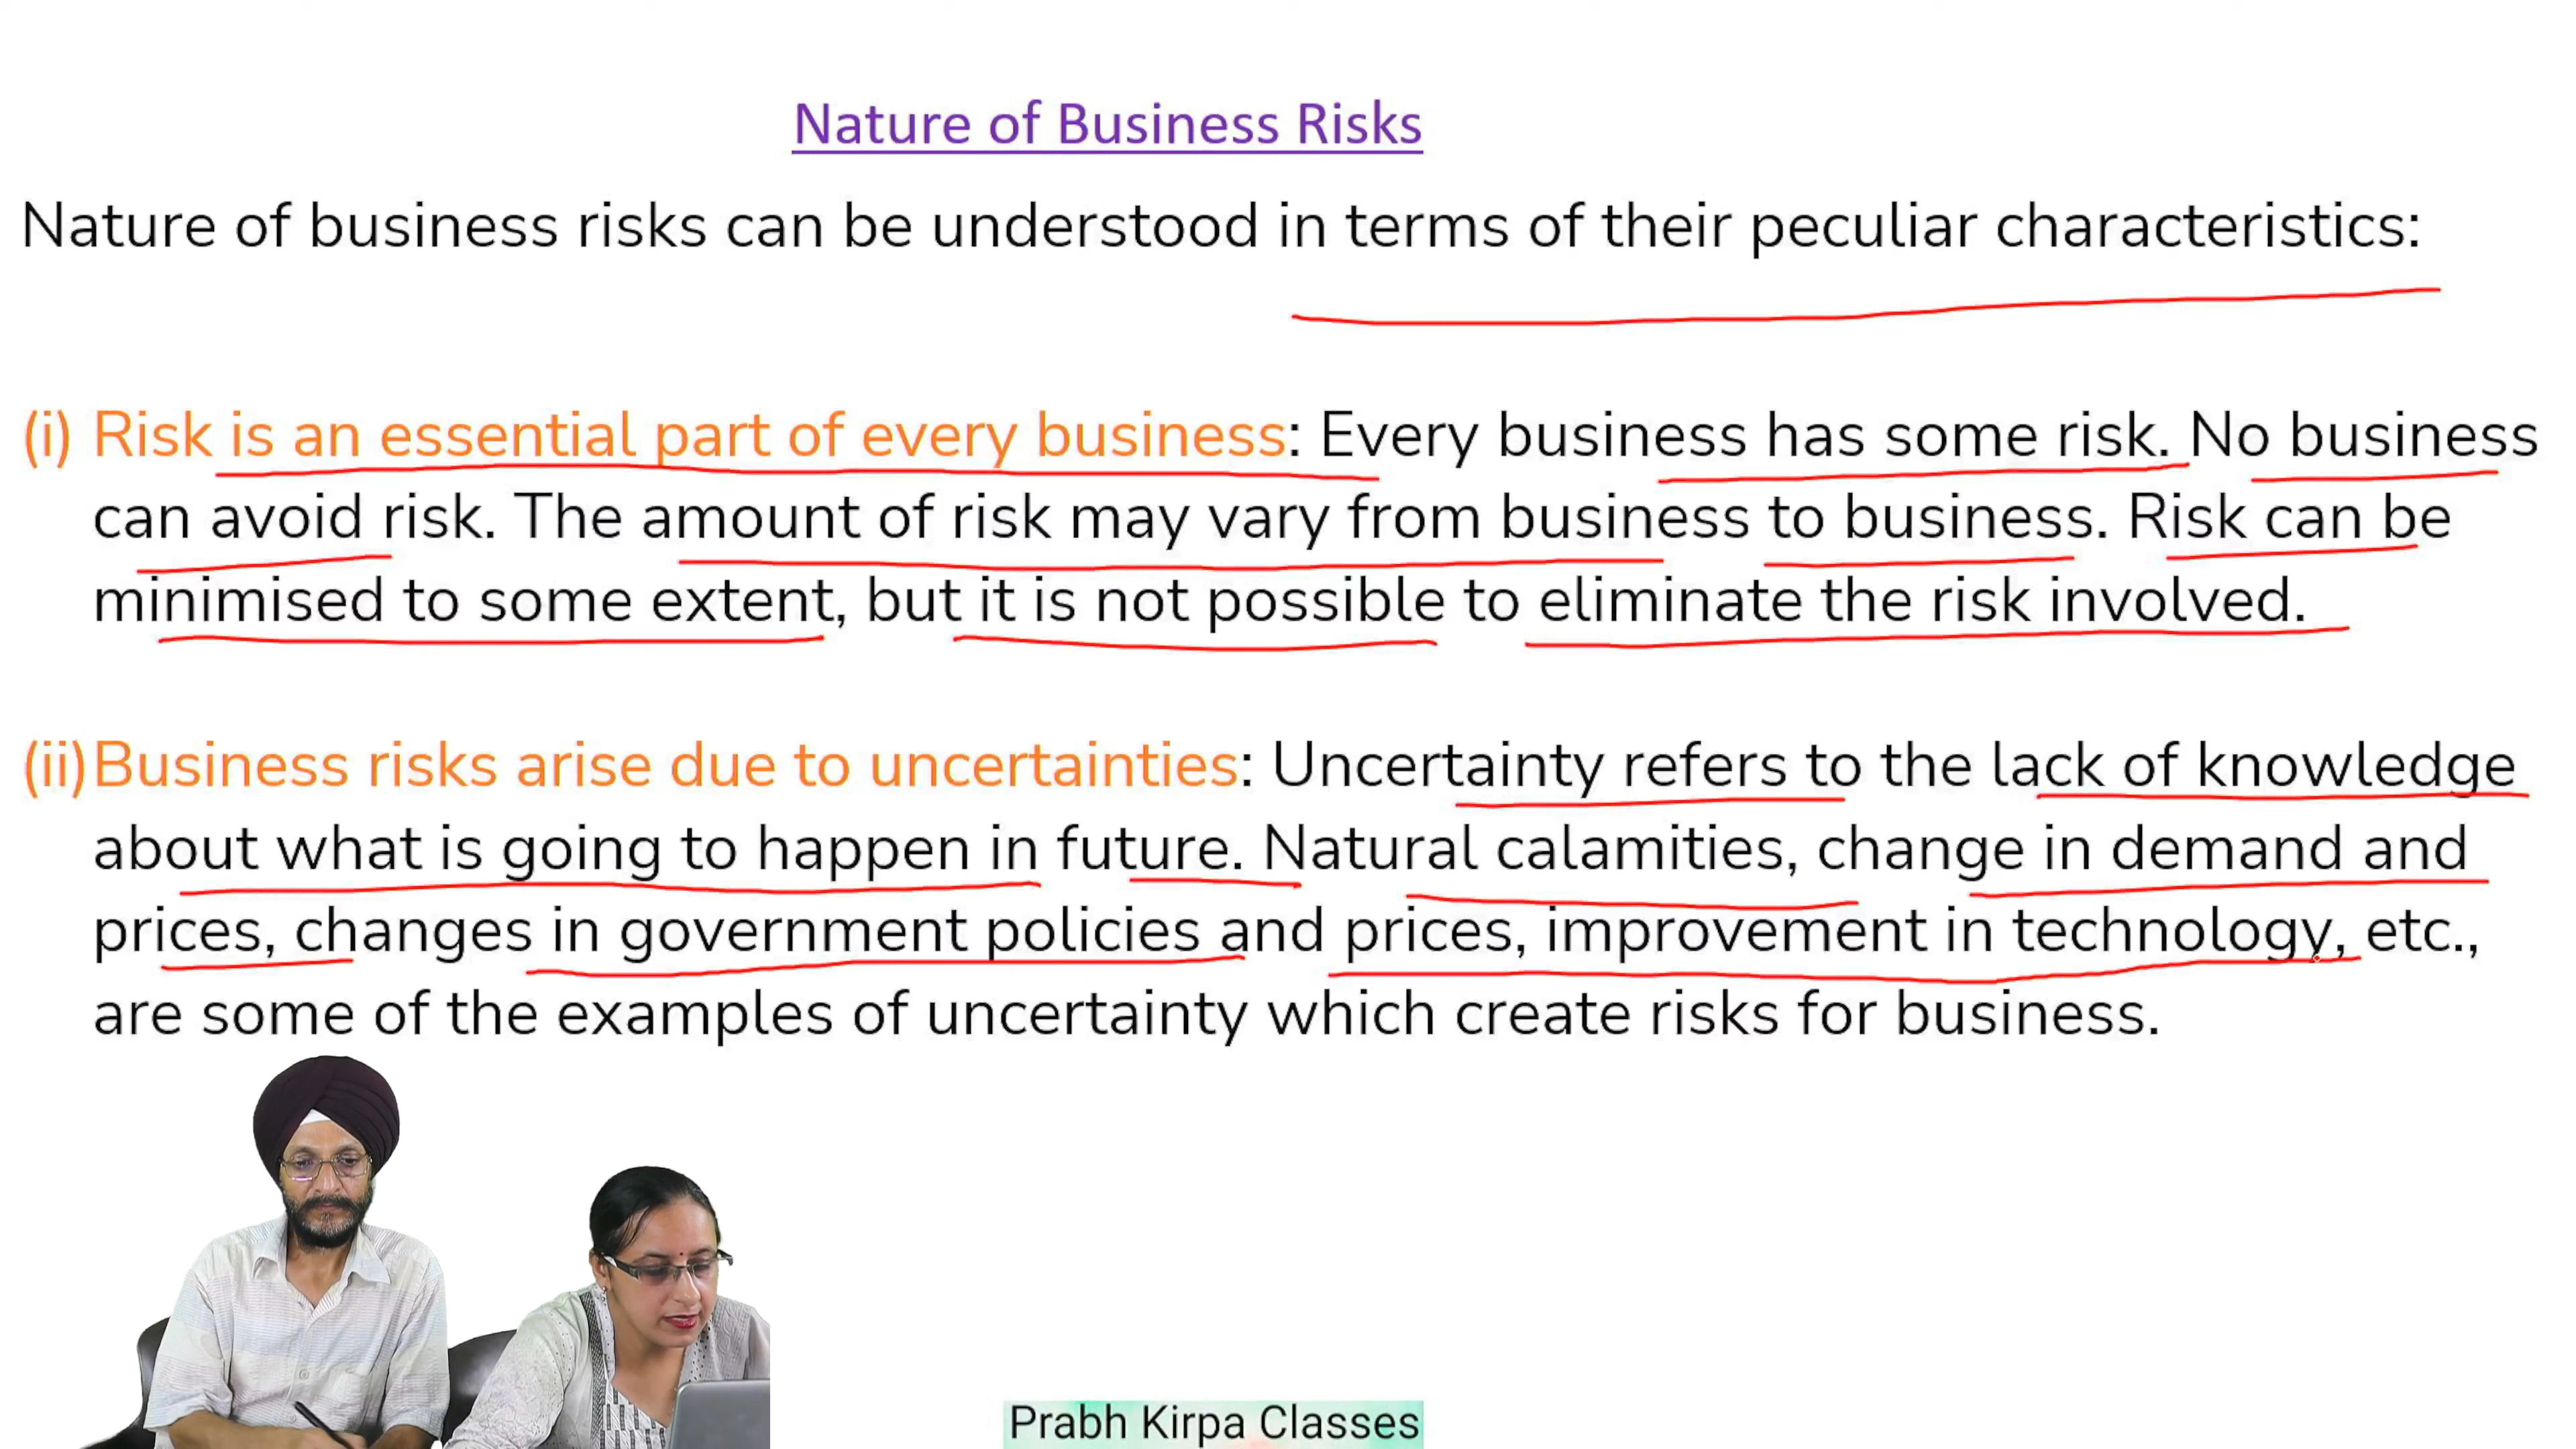 Nature of Business Risks
Nature of business risks can be understood in terms of their peculiar characteristics:
(i) Risk is an essential part of every business: Every business has some risk. No business
can avoid risk. The amount of risk may vary from business to business. Risk can be
minimised to some extent, but it is not possible to eliminate the risk involved.
(ii) Business risks arise due to uncertainties: Uncertainty refers to the lack of knowledge
about what is going to happen in future. Natural calamities, change in demand and
prices, changes in government policies and prices, improvement in technology, etc.,
are some of the examples of uncertainty which create risks for business.
Prabh Kirpa Classes